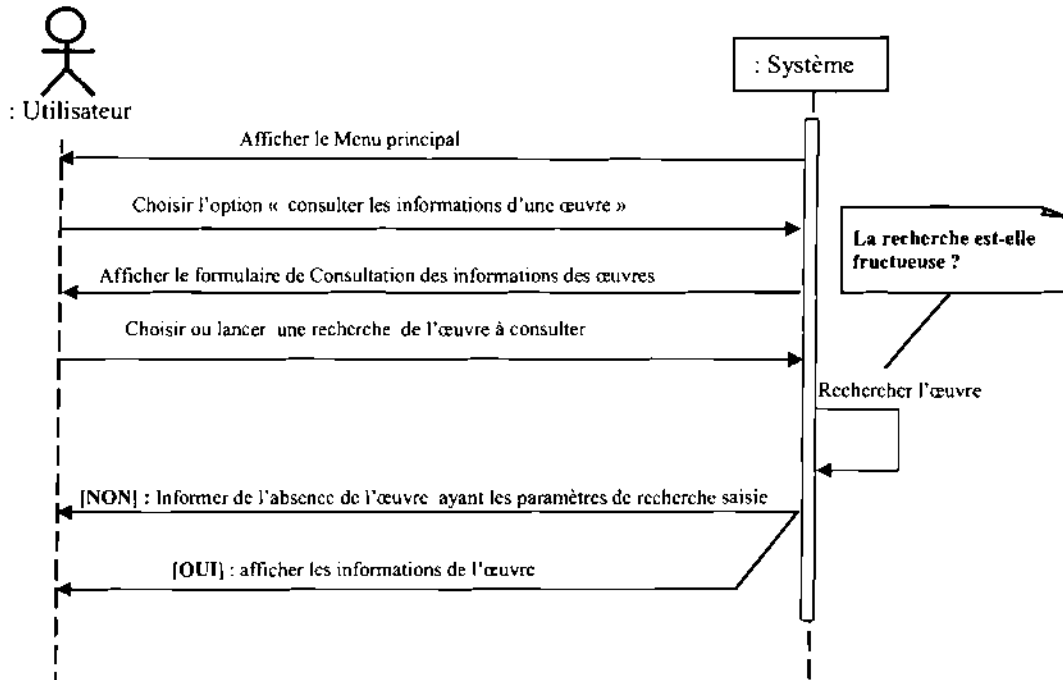 : Utilisateur
: Système
Afficher le Menu principal
Choisir l'option « consulter les informations d'une œuvre »
La recherche est-elle
fructueuse ?
Afficher le formulaire de Consultation des informations des œuvres
Choisir ou lancer une recherche de l'œuvre à consulter
Rechercher l'œuvre
[NON] : Informer de l'absence de l'œuvre ayant les paramètres de recherche saisie
[OUI] : afficher les informations de l'œuvre